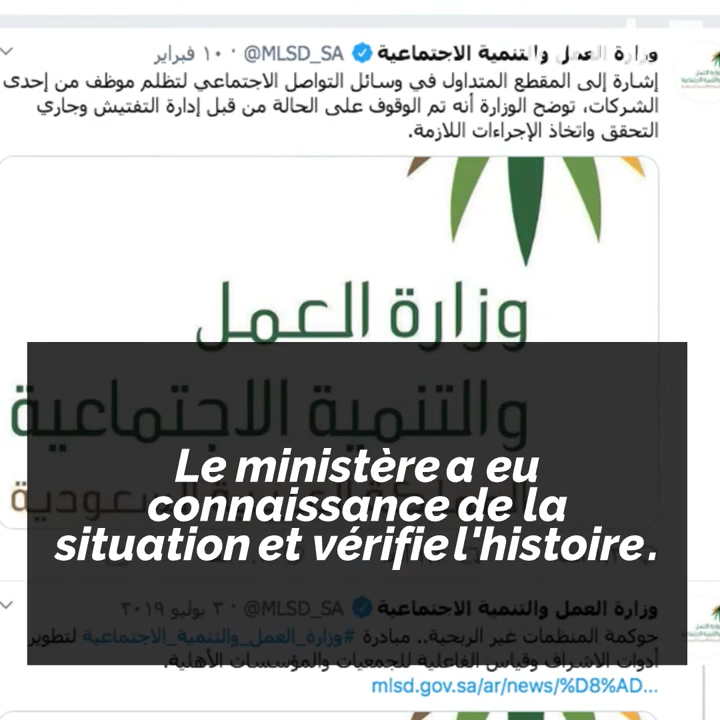 وزارة العمل والتنمية الاجتماعية @MLSD_SA · ١٠ فبراير
إشارة إلى المقطع المتداول في وسائل التواصل الاجتماعي لتظلم موظف من إحدى
الشركات، توضح الوزارة أنه تم الوقوف على الحالة من قبل إدارة التفتيش وجاري
التحقق واتخاذ الإجراءات اللازمة.
وزارة العمل
والتنمية الاجتماعية
المملكة العربية السعودية
Le ministère a eu
connaissance de la
situation et vérifie l'histoire.
وزارة العمل والتنمية الاجتماعية @MLSD_SA · ٢ يوليو ٢٠١٩
حوكمة المنظمات غير الربحية.. مبادرة #وزارة_العمل_والتنمية_الاجتماعية لتطوير
أدوات الاشراف وقياس الفاعلية للجمعيات والمؤسسات الأهلية.
mlsd.gov.sa/ar/news/%D8%AD...